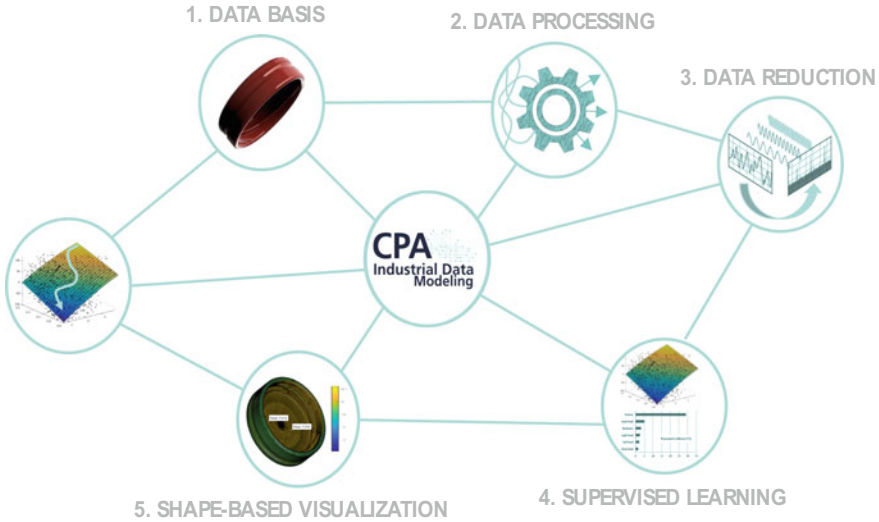 1. DATA BASIS
2. DATA PROCESSING
3. DATA REDUCTION
CPA
Industrial Data
Modeling
5. SHAPE-BASED VISUALIZATION
4. SUPERVISED LEARNING